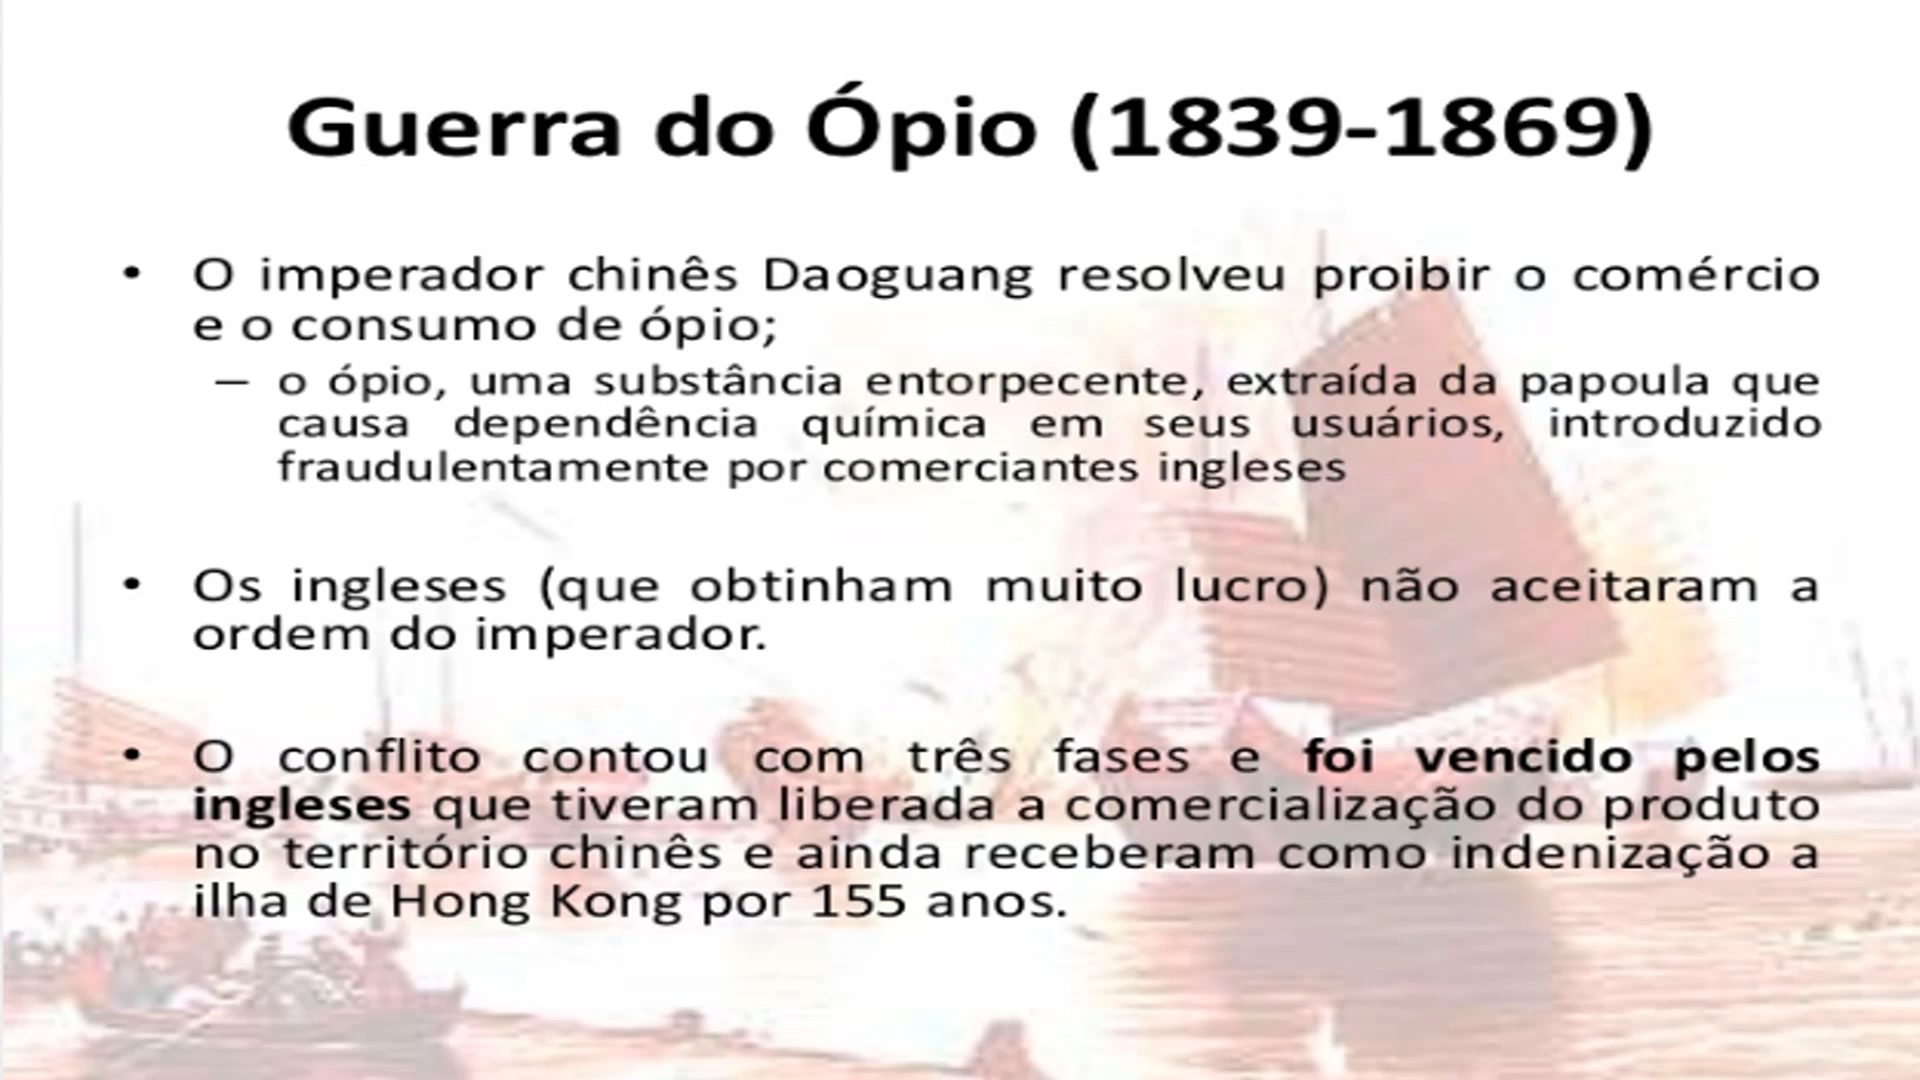 Guerra do Ópio (1839-1869)
• O imperador chinês Daoguang resolveu proibir o comércio
e o consumo de ópio;
– o ópio, uma substância entorpecente, extraída da papoula que
causa dependência química em seus usuários, introduzido
fraudulentamente por comerciantes ingleses
• Os ingleses (que obtinham muito lucro) não aceitaram a
ordem do imperador.
• O conflito contou com três fases e foi vencido pelos
ingleses que tiveram liberada a comercialização do produto
no território chinês e ainda receberam como indenização a
ilha de Hong Kong por 155 anos.